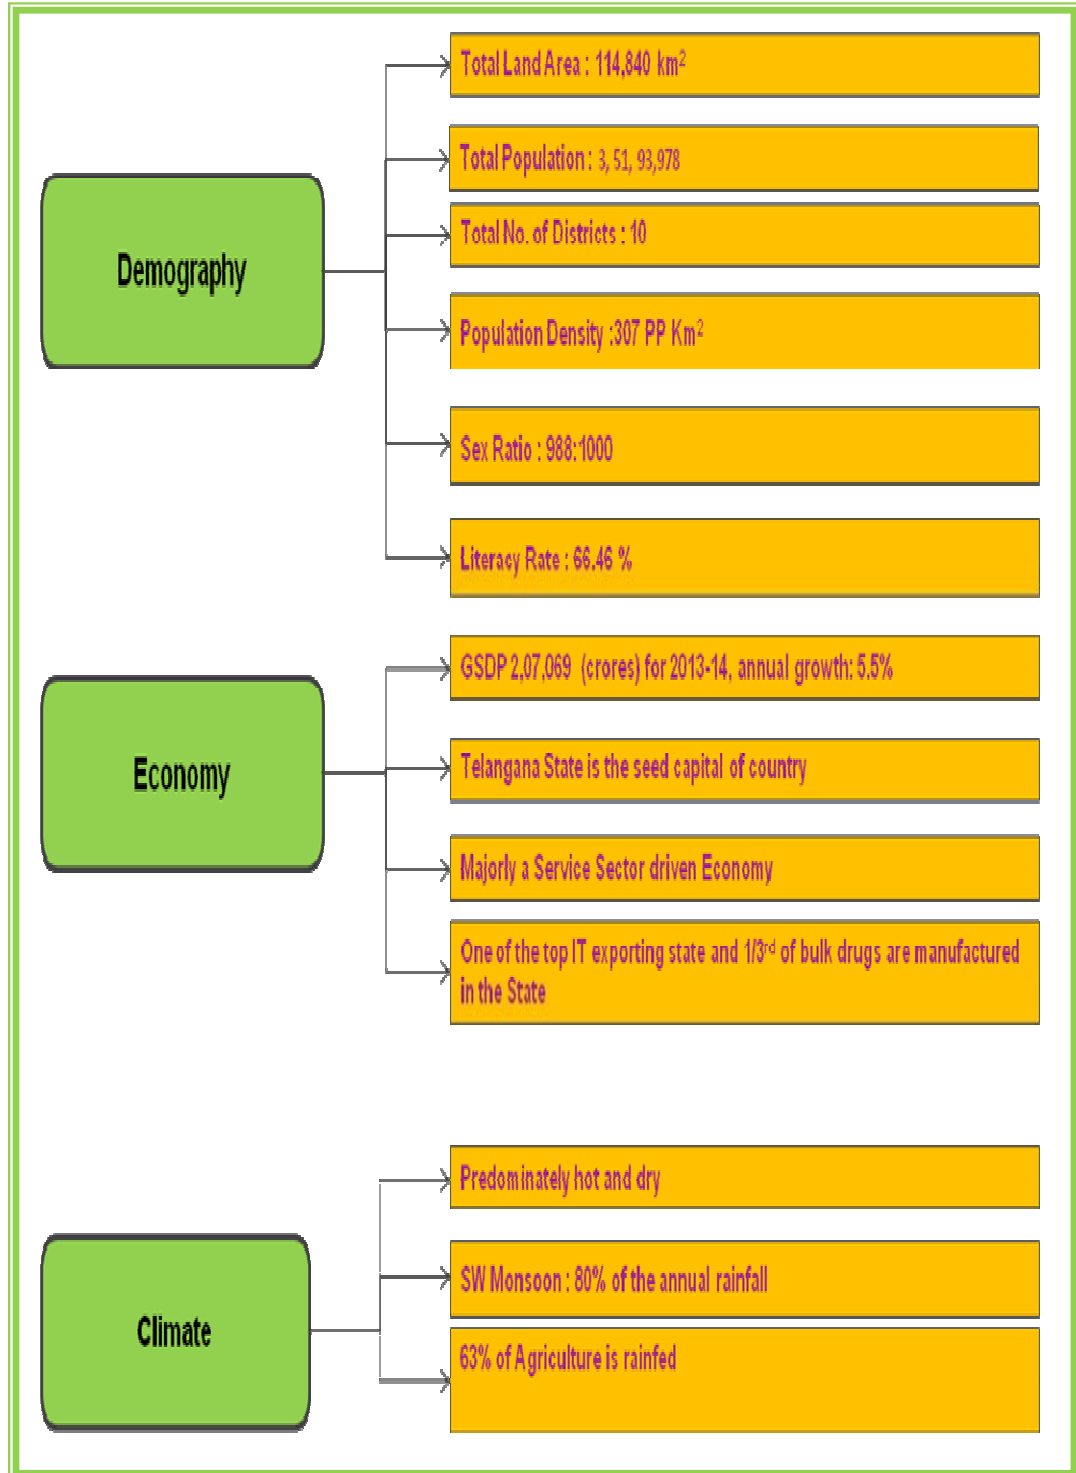 Demography
Total Land Area : 114,840 km²
Total Population : 3, 51, 93,978
Total No. of Districts : 10
Population Density :307 PP Km²
Sex Ratio : 988:1000
Literacy Rate : 66.46 %
Economy
GSDP 2,07,069 (crores) for 2013-14, annual growth: 5.5%
Telangana State is the seed capital of country
Majorly a Service Sector driven Economy
One of the top IT exporting state and 1/3rd of bulk drugs are manufactured
in the State
Climate
Predominately hot and dry
SW Monsoon : 80% of the annual rainfall
63% of Agriculture is rainfed